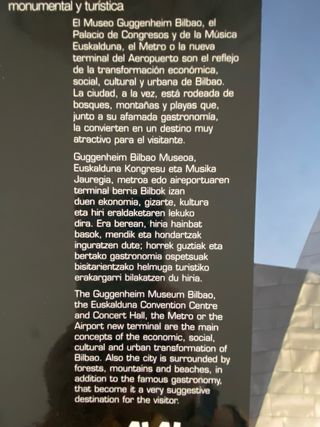 monumental y turística
El Museo Guggenheim Bilbao, el
Palacio de Congresos y de la Música
Euskalduna, el Metro o la nueva
terminal del Aeropuerto son el reflejo
de la transformación económica,
social, cultural y urbana de Bilbao.
La ciudad, a la vez, está rodeada de
bosques, montañas y playas que,
junto a su afamada gastronomía,
la convierten en un destino muy
atractivo para el visitante.
Guggenheim Bilbao Museoa,
Euskalduna Kongresu eta Musika
Jauregia, metroa edo aireportuaren
terminal berria Bilbok izan
duen ekonomia, gizarte, kultura
eta hiri eraldaketaren lekuko
dira. Era berean, hiria hainbat
basok, mendik eta hondartzak
inguratzen dute; horrek guztiak eta
bertako gastronomia ospetsuak
bisitarientzako helmuga turistiko
erakargarri bilakatzen du hiria.
The Guggenheim Museum Bilbao,
the Euskalduna Convention Centre
and Concert Hall, the Metro or the
Airport new terminal are the main
concepts of the economic, social,
cultural and urban transformation of
Bilbao. Also the city is surrounded by
forests, mountains and beaches, in
addition to the famous gastronomy,
that become it a very suggestive
destination for the visitor.